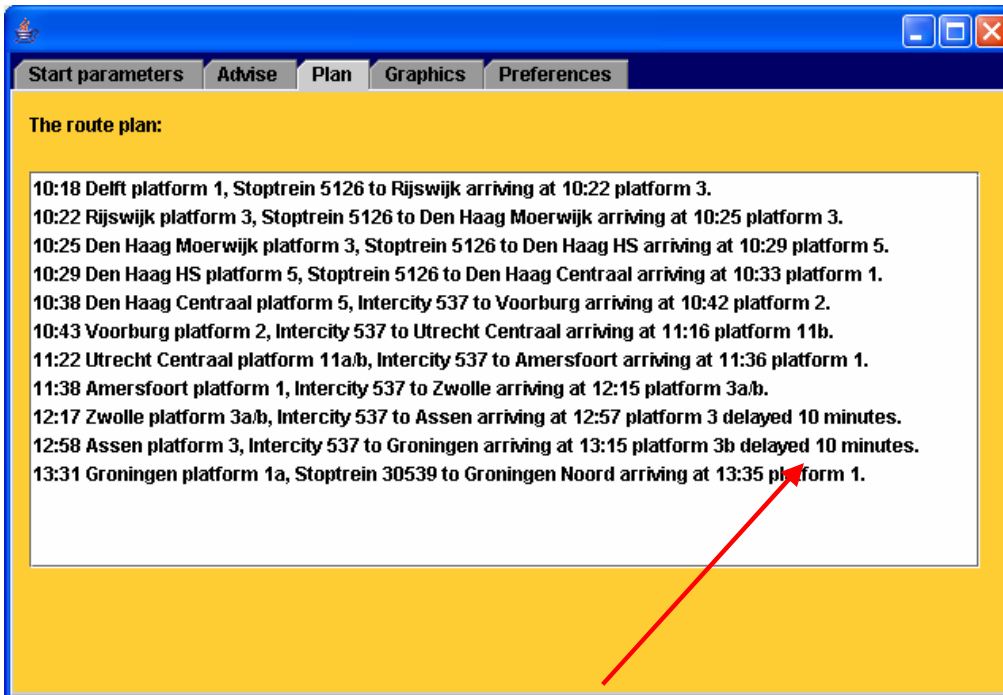 Start parameters Advise Plan Graphics Preferences
The route plan:
10:18 Delft platform 1, Stoptrein 5126 to Rijswijk arriving at 10:22 platform 3.
10:22 Rijswijk platform 3, Stoptrein 5126 to Den Haag Moerwijk arriving at 10:25 platform 3.
10:25 Den Haag Moerwijk platform 3, Stoptrein 5126 to Den Haag HS arriving at 10:29 platform 5.
10:29 Den Haag HS platform 5, Stoptrein 5126 to Den Haag Centraal arriving at 10:33 platform 1.
10:38 Den Haag Centraal platform 5, Intercity 537 to Voorburg arriving at 10:42 platform 2.
10:43 Voorburg platform 2, Intercity 537 to Utrecht Centraal arriving at 11:16 platform 11b.
11:22 Utrecht Centraal platform 11a/b, Intercity 537 to Amersfoort arriving at 11:36 platform 1.
11:38 Amersfoort platform 1, Intercity 537 to Zwolle arriving at 12:15 platform 3a/b.
12:17 Zwolle platform 3a/b, Intercity 537 to Assen arriving at 12:57 platform 3 delayed 10 minutes.
12:58 Assen platform 3, Intercity 537 to Groningen arriving at 13:15 platform 3b delayed 10 minutes.
13:31 Groningen platform 1a, Stoptrein 30539 to Groningen Noord arriving at 13:35 platform 1.